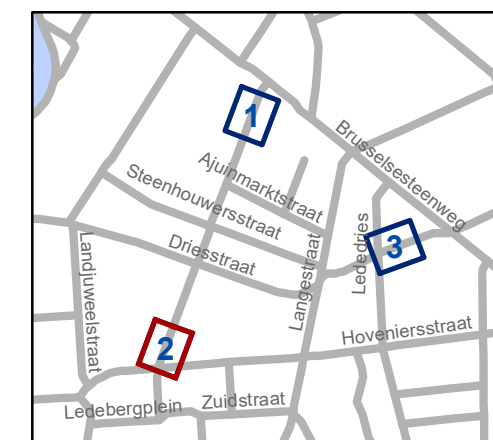 1
Brusselsesteenweg
Ajuinmarktstraat
Steenhouwersstraat
3
Lededries
Driesstraat
Langestraat
Landjuweelstraat
2
Hoveniersstraat
Ledebergplein
Zuidstraat